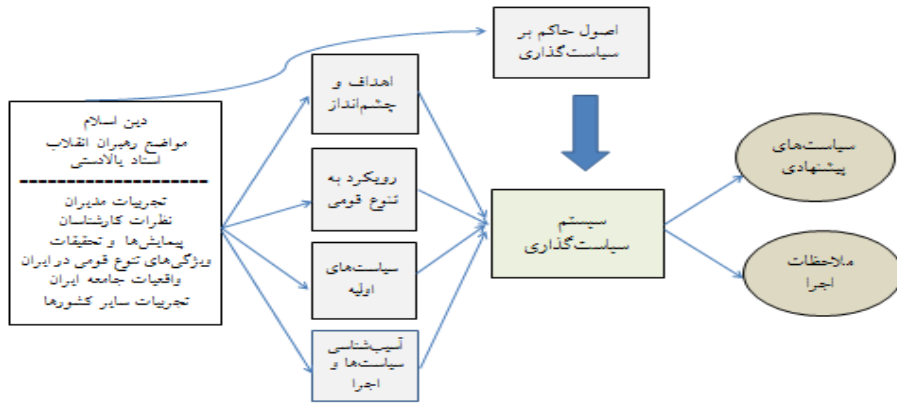 اصول حاکم بر
سیاست‌گذاری
دین اسلام
مواضع رهبران انقلاب
اسناد بالادستی
--------------------
تجربیات مدیران
نظرات کارشناسان
پیمایش‌ها و تحقیقات
ویژگی‌های تنوع قومی در ایران
واقعیات جامعه ایران
تجربیات سایر کشورها
اهداف و
چشم‌انداز
رویکرد به
تنوع قومی
سیاست‌های
اولیه
آسیب‌شناسی
سیاست‌ها و
اجرا
سیستم
سیاست‌گذاری
سیاست‌های
پیشنهادی
ملاحظات
اجرا